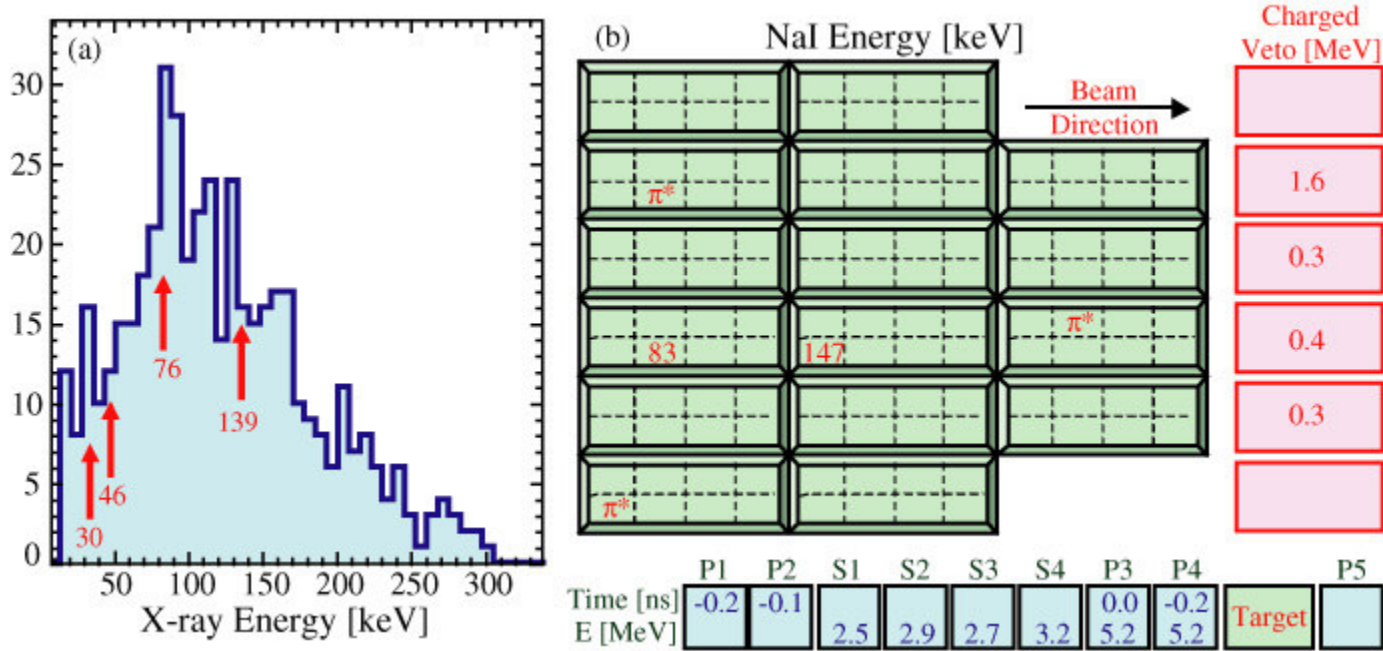 (a)
30
25
20
15
10
5
0
76
139
46
30
50 100 150 200 250 300
X-ray Energy [keV]
(b) NaI Energy [keV]
Charged
Veto [MeV]
Beam
Direction
π*
1.6
0.3
π*
83 147
0.4
0.3
π*
P1 P2 S1 S2 S3 S4 P3 P4 P5
Time [ns] -0.2 -0.1 0.0 -0.2
Target
E [MeV] 2.5 2.9 2.7 3.2 5.2 5.2